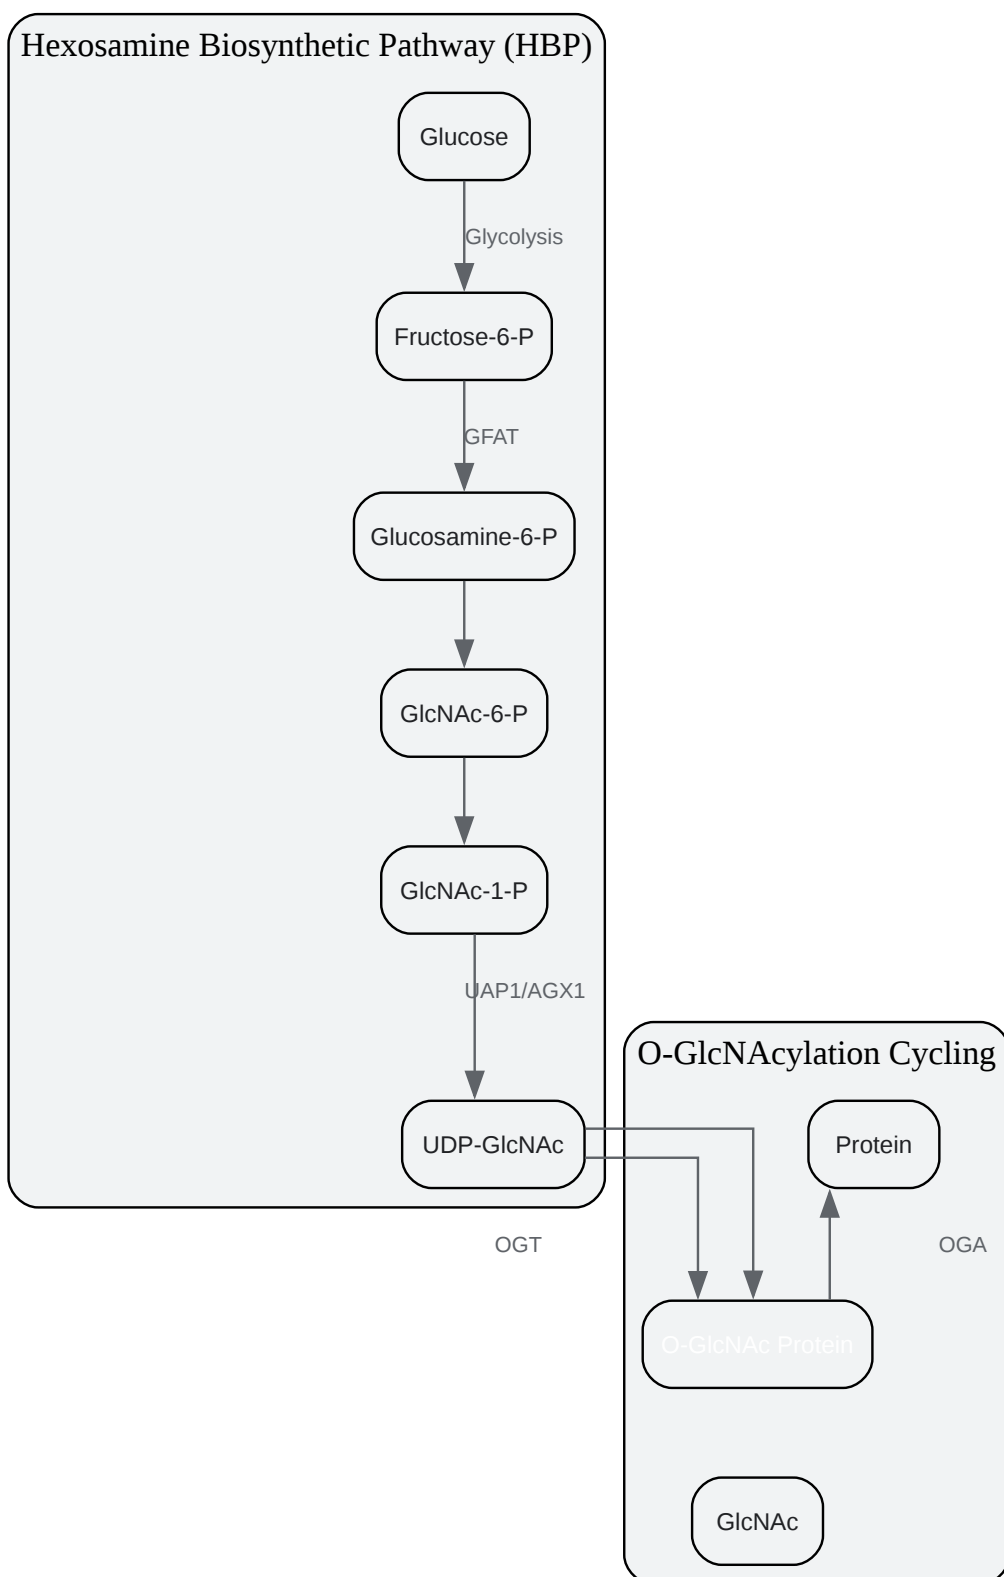 Hexosamine Biosynthetic Pathway (HBP)
Glucose
Glycolysis
Fructose-6-P
GFAT
Glucosamine-6-P
GlcNAc-6-P
GlcNAc-1-P
UAP1/AGX1
UDP-GlcNAc
OGT
O-GlcNAcylation Cycling
Protein
OGA
O-GlcNAc Protein
GlcNAc